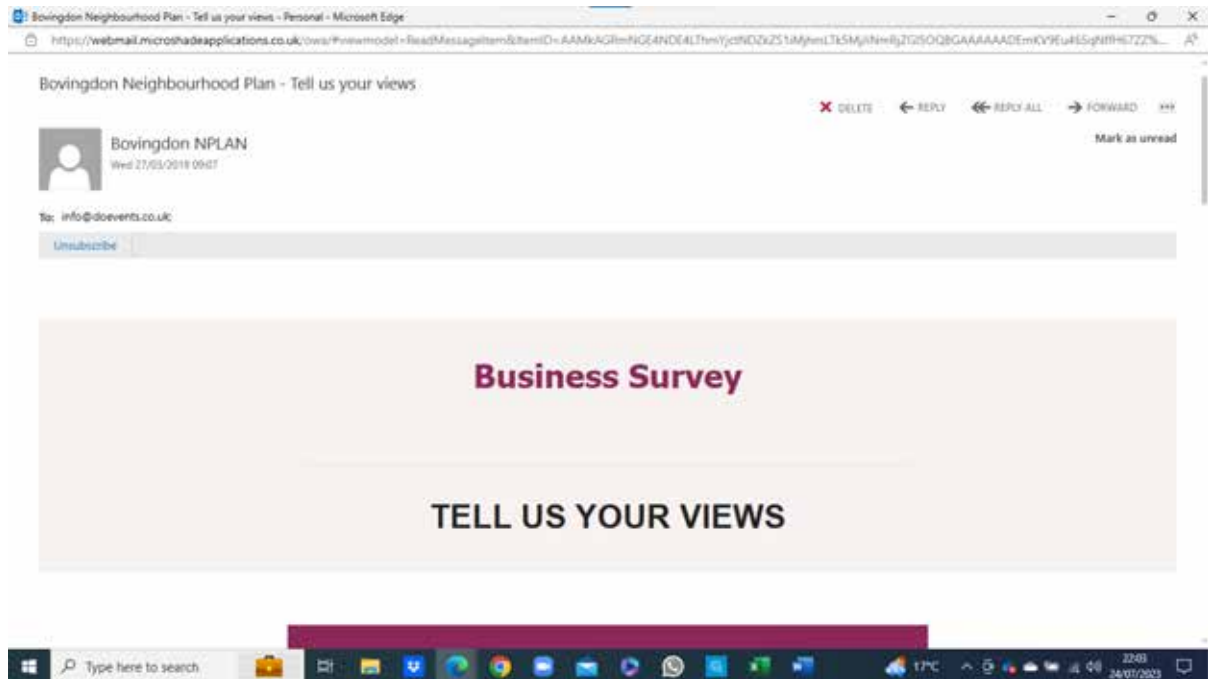 Bovingdon Neighbourhood Plan - Tell us your views - Personal - Microsoft Edge
https://webmail.microshadeapplications.co.uk/owa/#viewmodel=ReadMessageItem&ItemID=
Bovingdon Neighbourhood Plan - Tell us your views
DELETE REPLY REPLY ALL FORWARD
Mark as unread
Bovingdon NPLAN
Wed 27/03/2019 09:07
To: info@doevents.co.uk;
Unsubscribe
Business Survey
TELL US YOUR VIEWS
Type here to search
17°C
22:03
24/07/2023